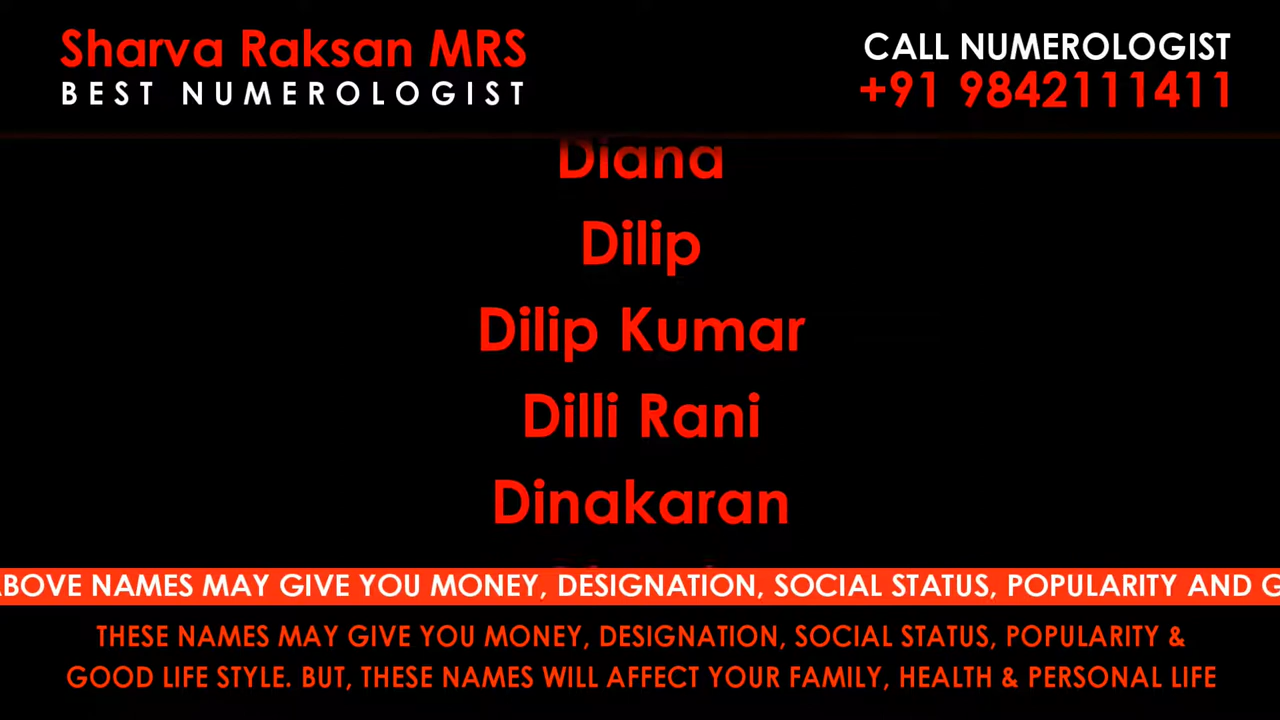 Sharva Raksan MRS
BEST NUMEROLOGIST
CALL NUMEROLOGIST
+91 9842111411
Diana
Dilip
Dilip Kumar
Dilli Rani
Dinakaran
ABOVE NAMES MAY GIVE YOU MONEY, DESIGNATION, SOCIAL STATUS, POPULARITY AND G
THESE NAMES MAY GIVE YOU MONEY, DESIGNATION, SOCIAL STATUS, POPULARITY &
GOOD LIFE STYLE. BUT, THESE NAMES WILL AFFECT YOUR FAMILY, HEALTH & PERSONAL LIFE